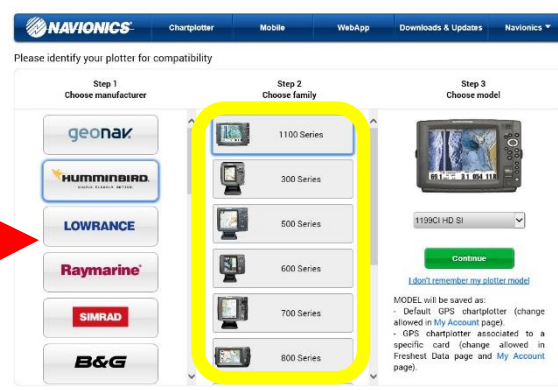 NAVIONICS
Chartplotter
Mobile
WebApp
Downloads & Updates
Navionics
Please identify your plotter for compatibility
Step 1
Choose manufacturer
Step 2
Choose family
Step 3
Choose model
geonav
HUMMINBIRD
LOWRANCE
Raymarine
SIMRAD
B&G
1100 Series
300 Series
500 Series
600 Series
700 Series
800 Series
1199CI HD SI
Continue
I don't remember my plotter model
MODEL will be saved as:
- Default GPS chartplotter (change
allowed in My Account page).
- GPS chartplotter associated to a
specific card (change allowed in
Freshest Data page and My Account
page).